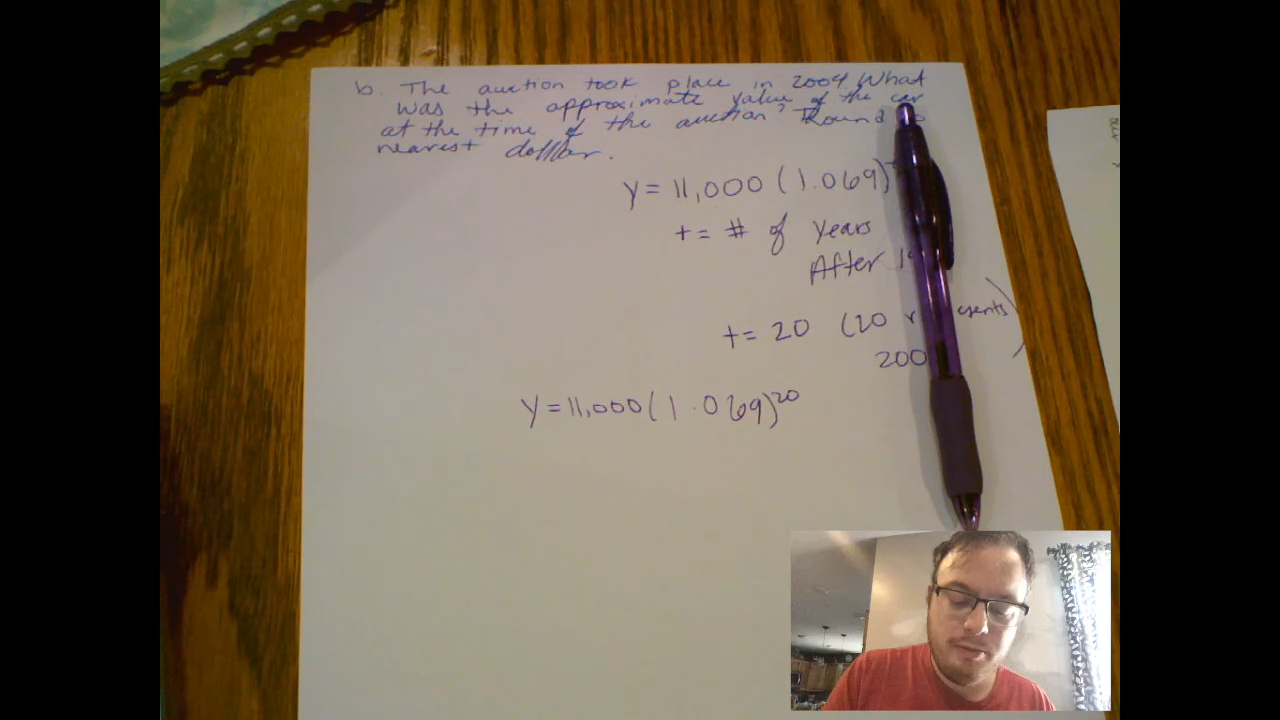 b. The auction took place in 2004. What
was the approximate value of the car
at the time of the auction? Round to
nearest dollar.
y = 11,000 (1.069)
t = # of years
After 19
t = 20 (20 r esents)
200
y = 11,000 (1.069)^20